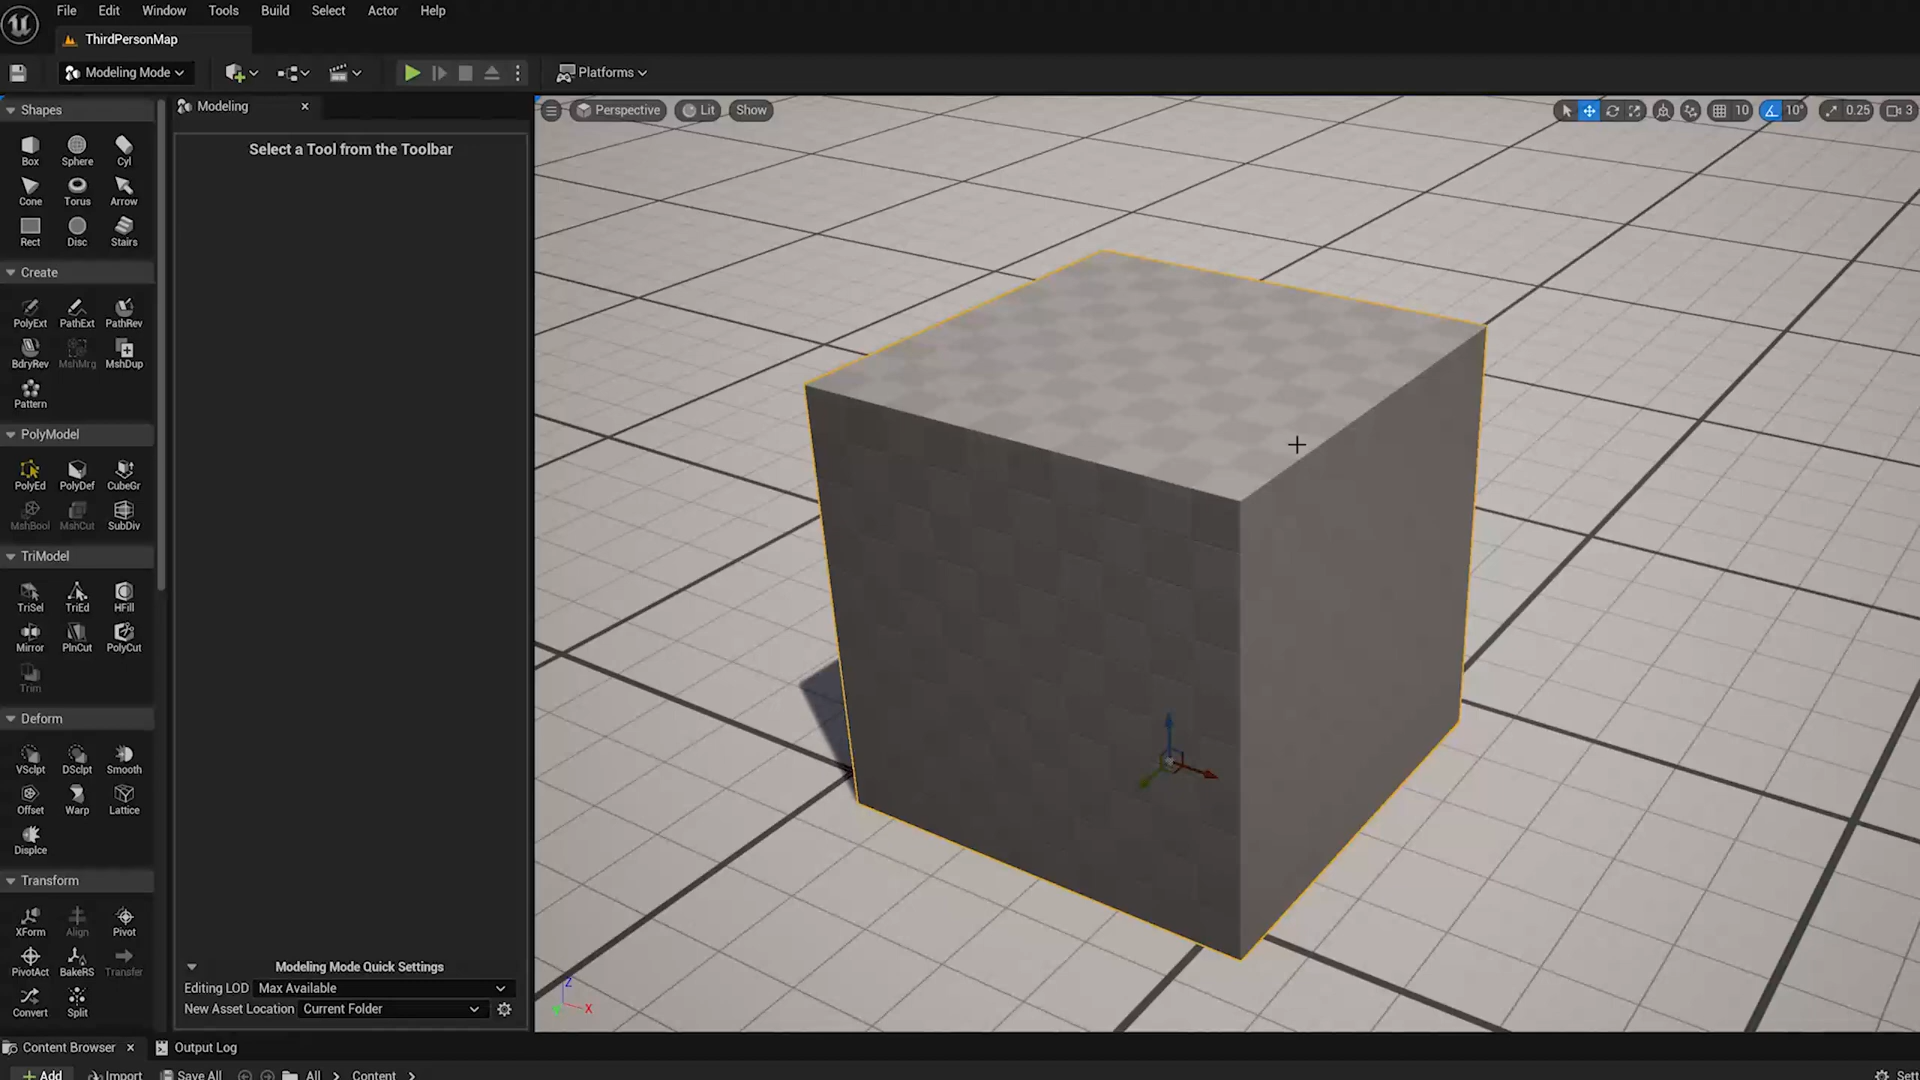 File Edit Window Tools Build Select Actor Help
ThirdPersonMap
Modeling Mode
Platforms
Shapes
Modeling
Perspective Lit Show
10 10° 0.25 3
Select a Tool from the Toolbar
Box Sphere Cyl
Cone Torus Arrow
Rect Disc Stairs
Create
PolyExt PathExt PathRev
BdryRev MshMrg MshDup
Pattern
PolyModel
PolyEd PolyDef CubeGr
MshBool MshCut SubDiv
TriModel
TriSel TriEd HFill
Mirror PlnCut PolyCut
Trim
Deform
VSclpt DSclpt Smooth
Offset Warp Lattice
Displce
Transform
XForm Align Pivot
PivotAct BakeRS Transfer
Convert Split
Modeling Mode Quick Settings
Editing LOD Max Available
New Asset Location Current Folder
Z
X
Content Browser Output Log
Add Import Save All All Content Sett